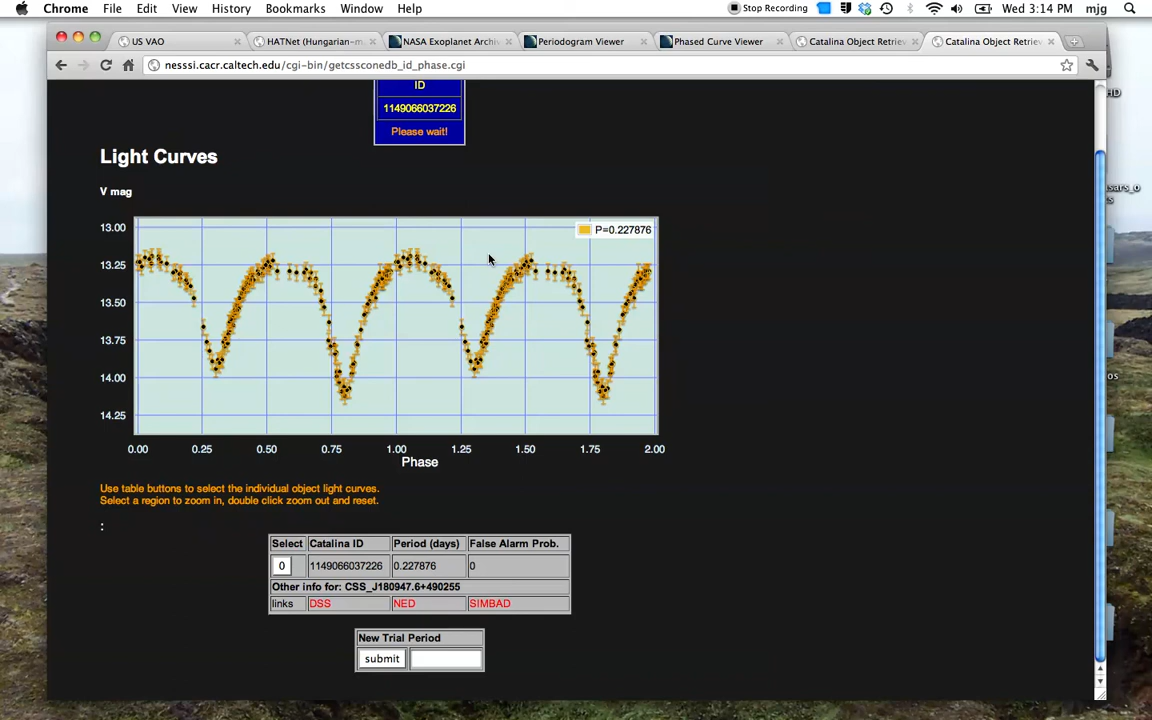 Chrome File Edit View History Bookmarks Window Help Stop Recording Wed 3:14 PM mjg
US VAO HATNet (Hungarian-m NASA Exoplanet Archiv Periodogram Viewer Phased Curve Viewer Catalina Object Retriev Catalina Object Retriev
nesssi.cacr.caltech.edu/cgi-bin/getcssconedb_id_phase.cgi
HD
ID
1149066037226
Please wait!
Light Curves
V mag
P=0.227876
13.00
13.25
13.50
13.75
14.00
14.25
0.00 0.25 0.50 0.75 1.00 1.25 1.50 1.75 2.00
Phase
Use table buttons to select the individual object light curves.
Select a region to zoom in, double click zoom out and reset.
:
Select Catalina ID Period (days) False Alarm Prob.
0 1149066037226 0.227876 0
Other info for: CSS_J180947.6+490255
links DSS NED SIMBAD
New Trial Period
submit